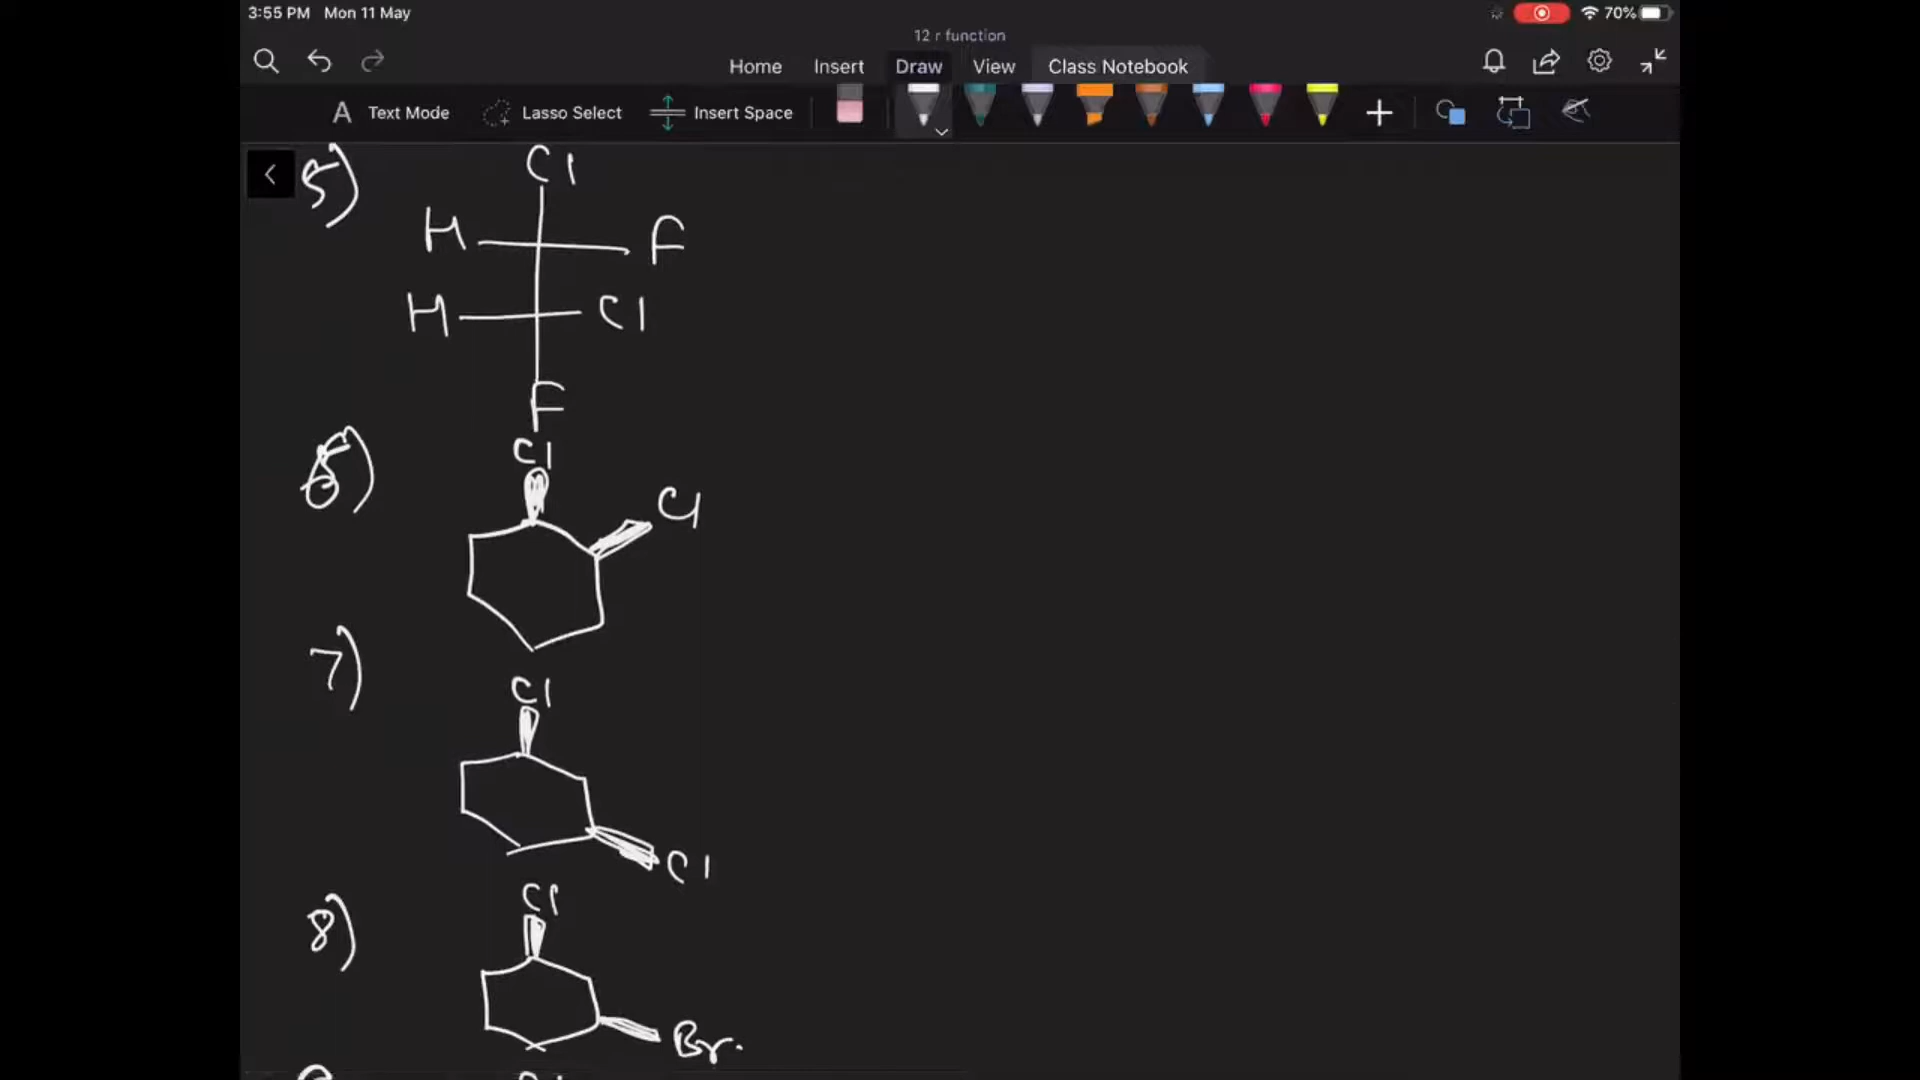 3:55 PM Mon 11 May 70%
12 r function
Home Insert Draw View Class Notebook
Text Mode Lasso Select Insert Space
5)
Cl
H F
H Cl
F
6)
Cl
Cl
7)
Cl
Cl
8)
Cl
Br.